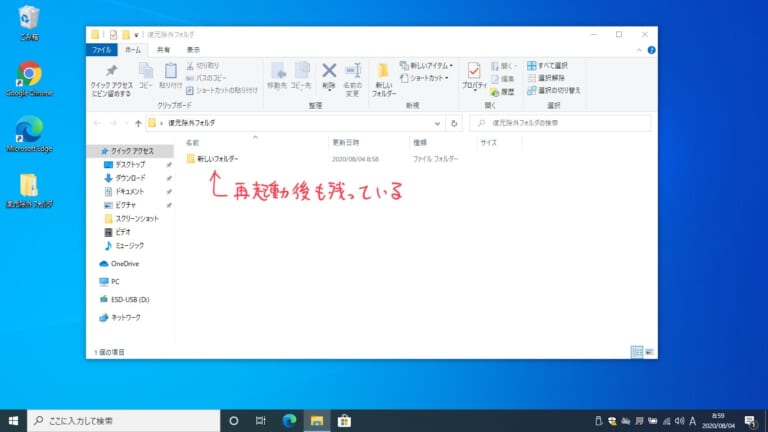 ごみ箱
Google Chrome
Microsoft Edge
復元除外フォルダ
復元除外フォルダ
ファイル ホーム 共有 表示
クイック アクセス
にピン留めする
コピー
貼り付け
切り取り
パスのコピー
ショートカットの貼り付け
クリップボード
移動先
コピー先
削除
名前の
変更
整理
新しい
フォルダー
新しいアイテム
ショートカット
新規
プロパティ
開く
編集
履歴
開く
すべて選択
選択解除
選択の切り替え
選択
復元除外フォルダ
復元除外フォルダの検索
名前 更新日時 種類 サイズ
新しいフォルダー 2020/08/04 8:58 ファイル フォルダー
再起動後も残っている
クイック アクセス
デスクトップ
ダウンロード
ドキュメント
ピクチャ
スクリーンショット
ビデオ
ミュージック
OneDrive
PC
ESD-USB (D:)
ネットワーク
1 個の項目
ここに入力して検索
A
8:59
2020/08/04